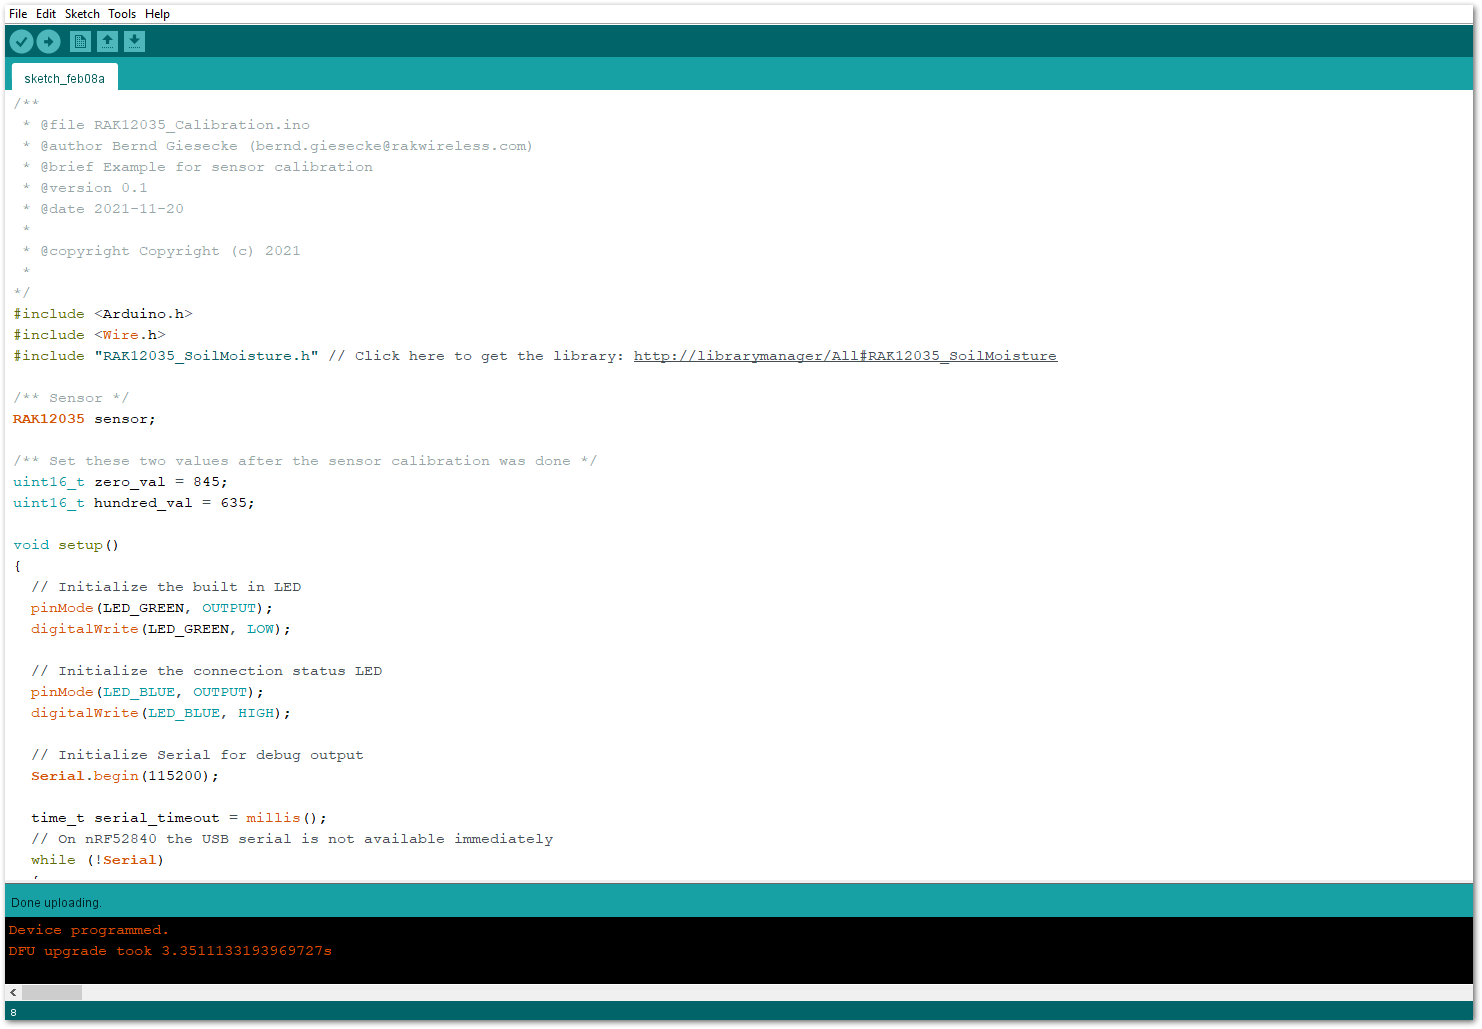 File Edit Sketch Tools Help
sketch_feb08a
/**
 * @file RAK12035_Calibration.ino
 * @author Bernd Giesecke (bernd.giesecke@rakwireless.com)
 * @brief Example for sensor calibration
 * @version 0.1
 * @date 2021-11-20
 *
 * @copyright Copyright (c) 2021
 *
*/
#include <Arduino.h>
#include <Wire.h>
#include "RAK12035_SoilMoisture.h" // Click here to get the library: http://librarymanager/All#RAK12035_SoilMoisture
/** Sensor */
RAK12035 sensor;
/** Set these two values after the sensor calibration was done */
uint16_t zero_val = 845;
uint16_t hundred_val = 635;
void setup()
{
  // Initialize the built in LED
  pinMode(LED_GREEN, OUTPUT);
  digitalWrite(LED_GREEN, LOW);
  // Initialize the connection status LED
  pinMode(LED_BLUE, OUTPUT);
  digitalWrite(LED_BLUE, HIGH);
  // Initialize Serial for debug output
  Serial.begin(115200);
  time_t serial_timeout = millis();
  // On nRF52840 the USB serial is not available immediately
  while (!Serial)
  {
Done uploading.
Device programmed.
DFU upgrade took 3.3511133193969727s
8